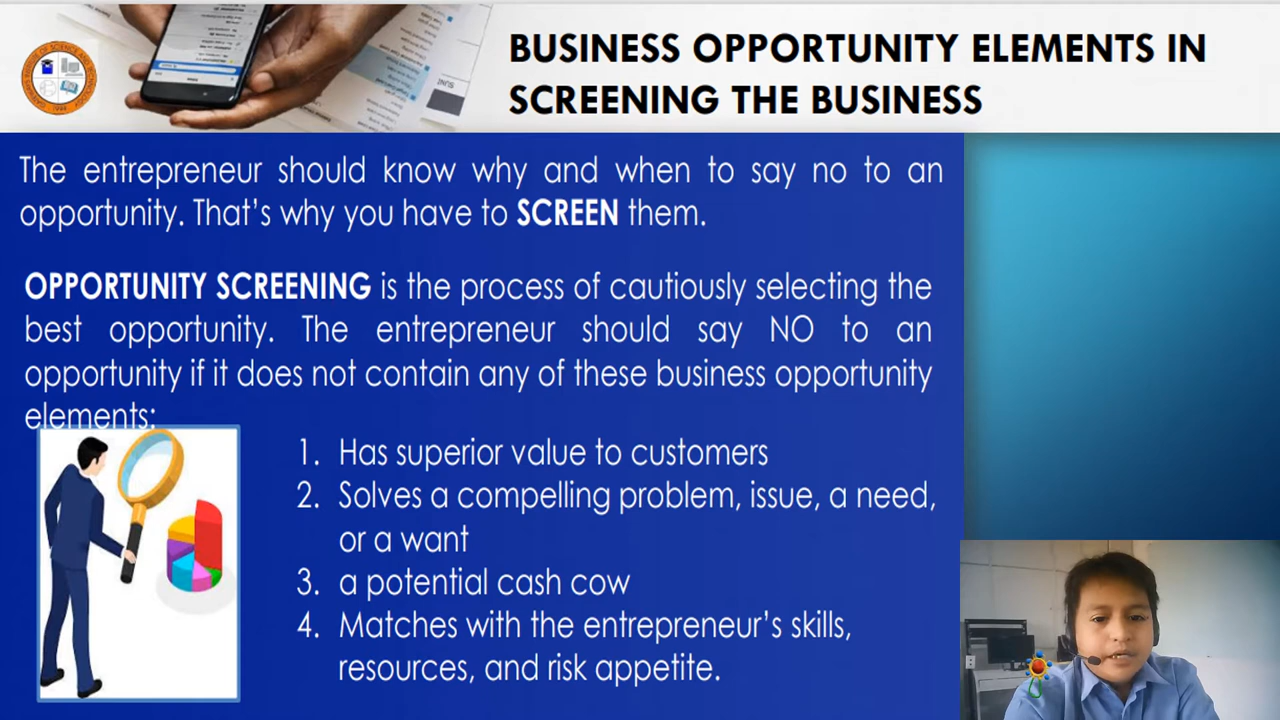 BUSINESS OPPORTUNITY ELEMENTS IN
SCREENING THE BUSINESS
The entrepreneur should know why and when to say no to an
opportunity. That's why you have to SCREEN them.
OPPORTUNITY SCREENING is the process of cautiously selecting the
best opportunity. The entrepreneur should say NO to an
opportunity if it does not contain any of these business opportunity
elements:
1. Has superior value to customers
2. Solves a compelling problem, issue, a need,
or a want
3. a potential cash cow
4. Matches with the entrepreneur's skills,
resources, and risk appetite.